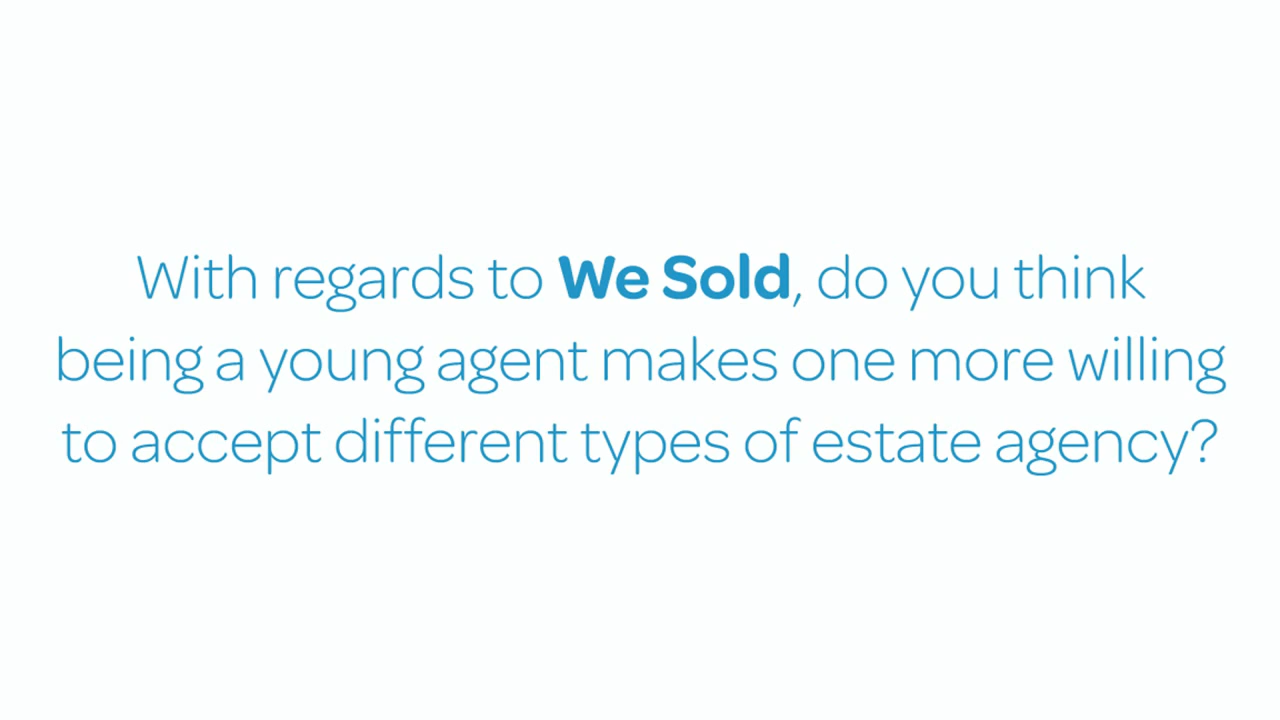 With regards to We Sold, do you think
being a young agent makes one more willing
to accept different types of estate agency?